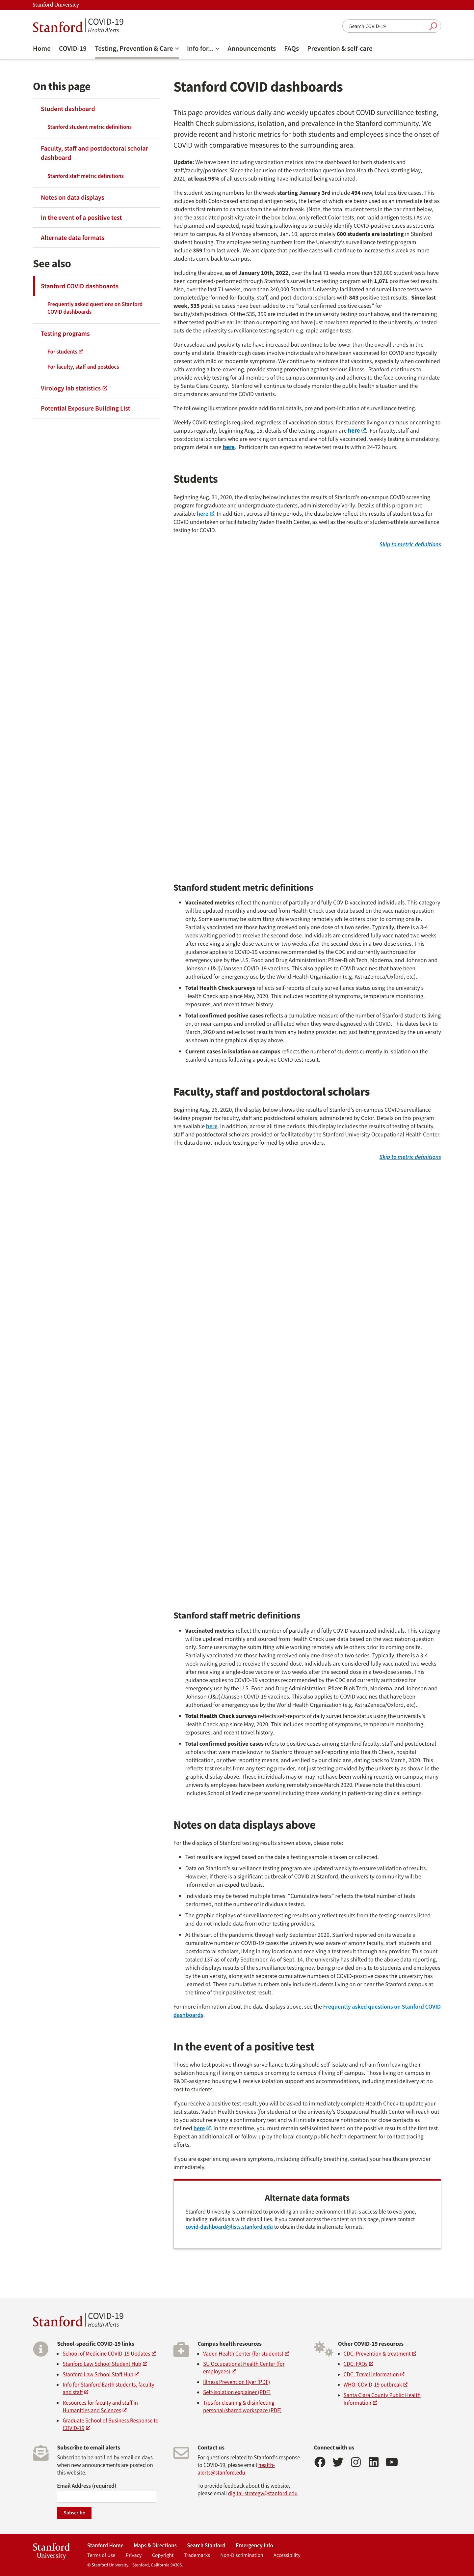 Stanford University
Stanford COVID-19
Health Alerts
Search COVID-19
Home COVID-19 Testing, Prevention & Care Info for... Announcements FAQs Prevention & self-care
On this page
Student dashboard
Stanford student metric definitions
Faculty, staff and postdoctoral scholar
dashboard
Stanford staff metric definitions
Notes on data displays
In the event of a positive test
Alternate data formats
See also
Stanford COVID dashboards
Frequently asked questions on Stanford
COVID dashboards
Testing programs
For students
For faculty, staff and postdocs
Virology lab statistics
Potential Exposure Building List
Stanford COVID dashboards
This page provides various daily and weekly updates about COVID surveillance testing,
Health Check submissions, isolation, and prevalence in the Stanford community. We
provide recent and historic metrics for both students and employees since the onset of
COVID with comparative measures to the surrounding area.
Update: We have been including vaccination metrics into the dashboard for both students and
staff/faculty/postdocs. Since the inclusion of the vaccination question into Health Check starting May,
2021, at least 95% of all users submitting have indicated being vaccinated.
The student testing numbers for the week starting January 3rd include 494 new, total positive cases. This
includes both Color-based and rapid antigen tests, the latter of which are being used as an immediate test as
students first enter campus before the winter break. (Note, the total student cases are in the tier chart below,
and the associated positivity rate in the box below, only reflect Color tests, not rapid antigen tests.) As we had
planned and expected, rapid testing is allowing us to quickly identify COVID-positive cases as students
return to campus. As of Monday afternoon, Jan. 10, approximately 600 students are isolating in Stanford
student housing. The employee testing numbers from the University's surveillance testing program
include 359 from last week. We anticipate that positive cases will continue to increase this week as more
students come back to campus.
Including the above, as of January 10th, 2022, over the last 71 weeks more than 520,000 student tests have
been completed through Stanford's surveillance testing program with 1,071 positive test results.
Also, over the last 71 weeks more than 340,000 Stanford University-facilitated tests were
completed/performed for faculty, staff, and post-doctoral scholars with 843 positive test results. Since last
week, 535 positive cases have been added to the "Total confirmed positive cases" for
faculty/staff/postdocs. Of the 535, 359 are included in the university testing counts described above, and the
remaining positive cases were individuals who did not test using the university system, but instead reported
a positive result to the university from another testing system e.g. rapid antigen tests.
Our caseload and positivity rate have increased but continue to be lower than the overall trends in the
county and state. Breakthrough cases involve individuals who have been vaccinated for COVID and typically
present with mild or moderate symptoms. We will continue to monitor cases, and emphasize that combined
with wearing a face-covering, vaccines provide strong protection against hospitalization and severe illness
in the presence of the Delta variant and so far Omicron, including from breakthrough cases. Stanford will
continue to provide weekly testing for all members of the campus community and adheres to the face-covering mandate
by Santa Clara County. Stanford will continue to closely monitor the public health situation and the
circumstances around the COVID variants.
The following illustrations provide additional details, pre and post-initiation of surveillance testing.
Weekly COVID testing is required, regardless of vaccination status, for students living on campus or coming to
campus regularly, beginning Aug. 15; details of this testing program are here. For faculty, staff and
postdoctoral scholars who are working on campus and are not fully vaccinated, weekly testing is mandatory;
program details are here. Participants can expect to receive test results within 24-72 hours.
Students
Beginning Aug. 31, 2020, the display below includes the results of Stanford's on-campus COVID screening
program for graduate and undergraduate students, administered by Verily. Details of this program are
available here. In addition, across all time periods, the data below reflect the results of student tests for
COVID undertaken or facilitated by Vaden Health Center, as well as the results of student-athlete surveillance
testing for COVID.
Skip to metric definitions
Stanford student metric definitions
Vaccinated metrics reflect the number of partially and fully COVID vaccinated individuals. This category
will be updated monthly and sourced from Health Check user data based on the vaccination question
only. Some users may be submitting while working remotely while others prior to coming onsite.
Partially vaccinated are those having received only one dose of a two series. Typically, there is a 3-4
week waiting period to receive the second dose. Individuals are considered fully vaccinated two weeks
after receiving a single-dose vaccine or two weeks after the second dose in a two-dose series. This
guidance applies to COVID-19 vaccines recommended by the CDC and currently authorized for
emergency use by the U.S. Food and Drug Administration: Pfizer-BioNTech, Moderna, and Johnson and
Johnson (J&J)/Janssen COVID-19 vaccines. This also applies to COVID vaccines that have been
authorized for emergency use by the World Health Organization (e.g. AstraZeneca/Oxford, etc).
Total Health Check surveys reflects self-reports of daily surveillance status using the university's
Health Check app since May, 2020. This includes reporting of symptoms, temperature monitoring,
exposures, and recent travel history.
Total confirmed positive cases reflects a cumulative measure of the number of Stanford students living
on, or near campus and enrolled or affiliated when they were diagnosed with COVID. This dates back to
March, 2020 and reflects test results from any testing provider, not just testing provided by the university
as shown in the graphical display above.
Current cases in isolation on campus reflects the number of students currently in isolation on the
Stanford campus following a positive COVID test result.
Faculty, staff and postdoctoral scholars
Beginning Aug. 26, 2020, the display below shows the results of Stanford's on-campus COVID surveillance
testing program for faculty, staff and postdoctoral scholars, administered by Color. Details on this program
are available here. In addition, across all time periods, this display includes the results of testing of faculty,
staff and postdoctoral scholars provided or facilitated by the Stanford University Occupational Health Center.
The data do not include testing performed by other providers.
Skip to metric definitions
Stanford staff metric definitions
Vaccinated metrics reflect the number of partially and fully COVID vaccinated individuals. This category
will be updated monthly and sourced from Health Check user data based on the vaccination question
only. Some users may be submitting while working remotely while others prior to coming onsite.
Partially vaccinated are those having received only one dose of a two series. Typically, there is a 3-4
week waiting period to receive the second dose. Individuals are considered fully vaccinated two weeks
after receiving a single-dose vaccine or two weeks after the second dose in a two-dose series. This
guidance applies to COVID-19 vaccines recommended by the CDC and currently authorized for
emergency use by the U.S. Food and Drug Administration: Pfizer-BioNTech, Moderna, and Johnson and
Johnson (J&J)/Janssen COVID-19 vaccines. This also applies to COVID vaccines that have been
authorized for emergency use by the World Health Organization (e.g. AstraZeneca/Oxford, etc).
Total Health Check surveys reflects self-reports of daily surveillance status using the university's
Health Check app since May, 2020. This includes reporting of symptoms, temperature monitoring,
exposures, and recent travel history.
Total confirmed positive cases refers to positive cases among Stanford faculty, staff and postdoctoral
scholars that were made known to Stanford through self-reporting into Health Check, hospital
notification, or other reporting means, and verified by our clinicians, dating back to March, 2020. This
reflects test results from any testing provider, not just testing provided by the university as shown in the
graphic display above. These individuals may or may not have been working recently on campus; many
university employees have been working remotely since March 2020. Please note that this count
includes School of Medicine personnel including those working in patient-facing clinical settings.
Notes on data displays above
For the displays of Stanford testing results shown above, please note:
Test results are logged based on the date a testing sample is taken or collected.
Data on Stanford's surveillance testing program are updated weekly to ensure validation of results.
However, if there is a significant outbreak of COVID at Stanford, the university community will be
informed on an expedited basis.
Individuals may be tested multiple times. "Cumulative tests" reflects the total number of tests
performed, not the number of individuals tested.
The graphic displays of surveillance testing results only reflect results from the testing sources listed
and do not include data from other testing providers.
At the start of the pandemic through early September 2020, Stanford reported on its website a
cumulative number of COVID-19 cases the university was aware of among faculty, staff, students and
postdoctoral scholars, living in any location and receiving a test result through any provider. This count
totaled 137 as of early September. As of Sept. 14, the university has shifted to the above data reporting,
which displays results of the surveillance testing now being provided on-site to students and employees
by the university, along with separate cumulative numbers of COVID-positive cases the university has
learned of. These cumulative numbers only include students living on or near the Stanford campus at
the time of their positive test result.
For more information about the data displays above, see the Frequently asked questions on Stanford COVID
dashboards.
In the event of a positive test
Those who test positive through surveillance testing should self-isolate and refrain from leaving their
isolation housing if living on campus or coming to campus if living off campus. Those living on campus in
R&DE-assigned housing will receive isolation support and accommodations, including meal delivery at no
cost to students.
If you receive a positive test result, you will be asked to immediately complete Health Check to update your
status. Vaden Health Services (for students) or the university's Occupational Health Center will reach out
to you about receiving a confirmatory test and will initiate exposure notification for close contacts as
defined here. In the meantime, you must remain self-isolated based on the positive results of the first test.
Expect an additional call or follow-up by the local county public health department for contact tracing
efforts.
If you are experiencing severe symptoms, including difficulty breathing, contact your healthcare provider
immediately.
Alternate data formats
Stanford University is committed to providing an online environment that is accessible to everyone,
including individuals with disabilities. If you cannot access the content on this page, please contact
covid-dashboard@lists.stanford.edu to obtain the data in alternate formats.
Stanford COVID-19
Health Alerts
School-specific COVID-19 links
School of Medicine COVID-19 Updates
Stanford Law School Student Hub
Stanford Law School Staff Hub
Info for Stanford Earth students, faculty
and staff
Resources for faculty and staff in
Humanities and Sciences
Graduate School of Business Response to
COVID-19
Campus health resources
Vaden Health Center (for students)
SU Occupational Health Center (for
employees)
Illness Prevention flyer (PDF)
Self-isolation explainer (PDF)
Tips for cleaning & disinfecting
personal/shared workspace (PDF)
Other COVID-19 resources
CDC: Prevention & treatment
CDC: FAQs
CDC: Travel information
WHO: COVID-19 outbreak
Santa Clara County Public Health
Information
Subscribe to email alerts
Subscribe to be notified by email on days
when new announcements are posted on
this website.
Email Address (required)
Subscribe
Contact us
For questions related to Stanford's response
to COVID-19, please email health-
alerts@stanford.edu.
To provide feedback about this website,
please email digital-strategy@stanford.edu.
Connect with us
Stanford
University
Stanford Home Maps & Directions Search Stanford Emergency Info
Terms of Use Privacy Copyright Trademarks Non-Discrimination Accessibility
© Stanford University. Stanford, California 94305.